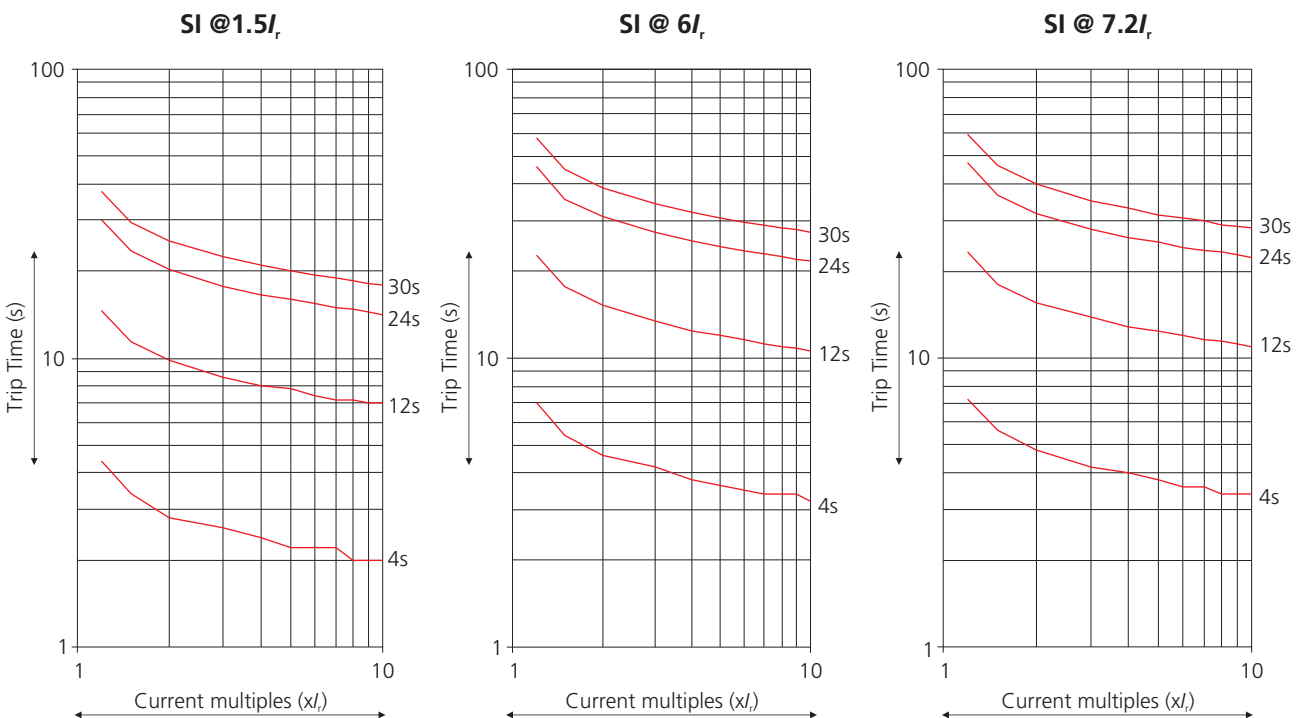 SI @1.5Ir
100
10
1
Trip Time (s)
30s
24s
12s
4s
1
10
Current multiples (xIr)
SI @ 6Ir
100
10
1
Trip Time (s)
30s
24s
12s
4s
1
10
Current multiples (xIr)
SI @ 7.2Ir
100
10
1
Trip Time (s)
30s
24s
12s
4s
1
10
Current multiples (xIr)